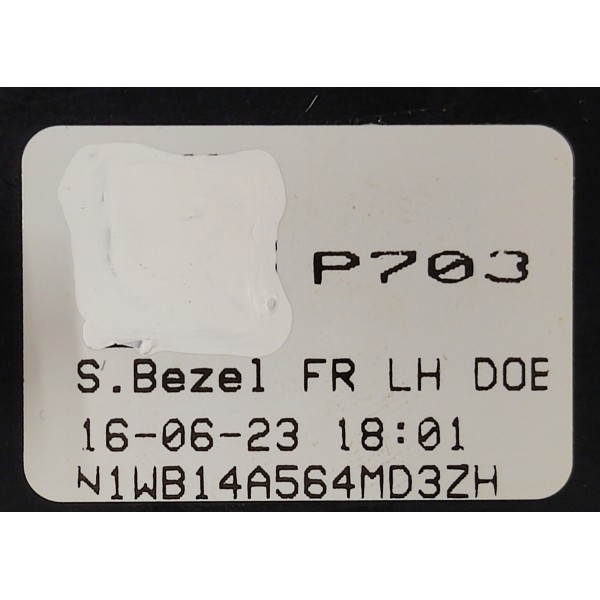 P703
S.Bezel FR LH DOE
16-06-23 18:01
N1WB14A564MD3ZH